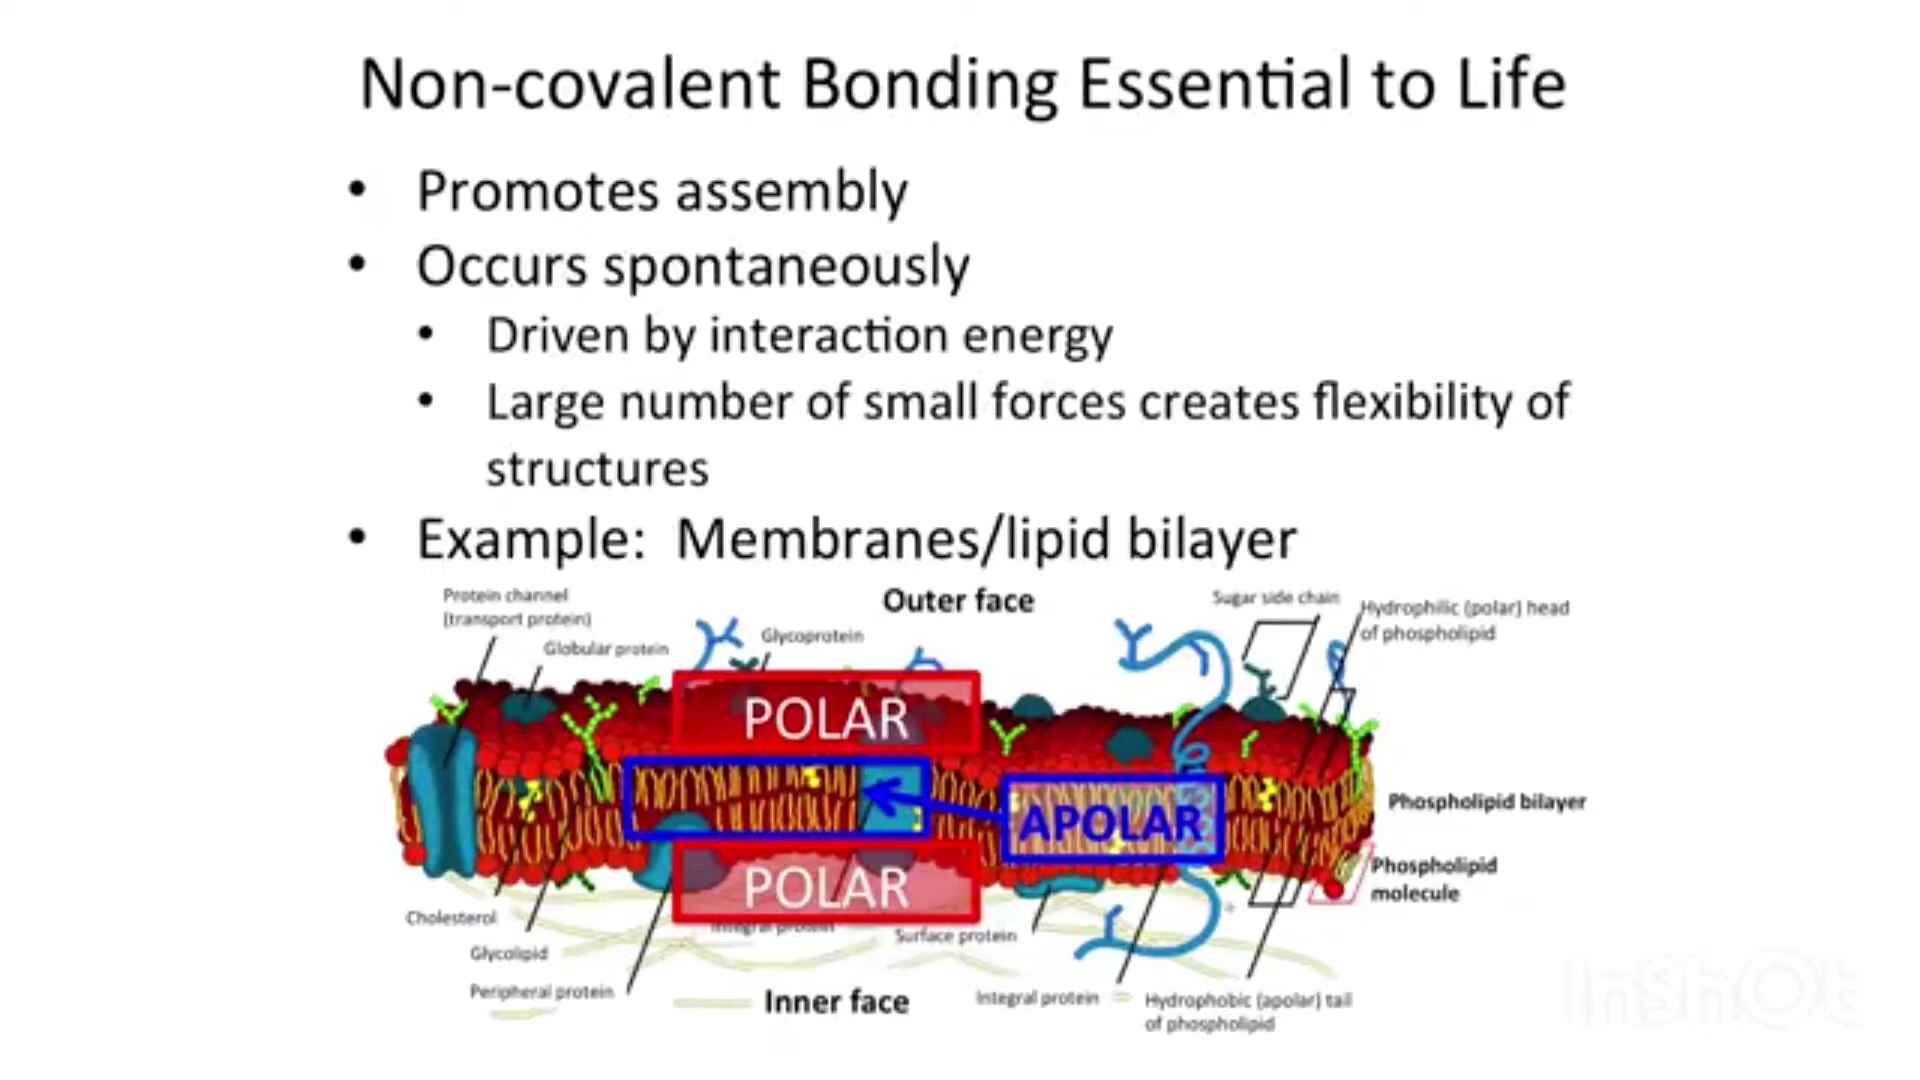 Non-covalent Bonding Essential to Life
• Promotes assembly
• Occurs spontaneously
• Driven by interaction energy
• Large number of small forces creates flexibility of
structures
• Example: Membranes/lipid bilayer
Protein channel
(transport protein)
Globular protein
Glycoprotein
Outer face
Sugar side chain
Hydrophilic (polar) head
of phospholipid
POLAR
APOLAR
POLAR
Phospholipid bilayer
Phospholipid
molecule
Cholesterol
Glycolipid
Peripheral protein
Integral protein
Surface protein
Inner face
Integral protein
Hydrophobic (apolar) tail
of phospholipid
InShOt